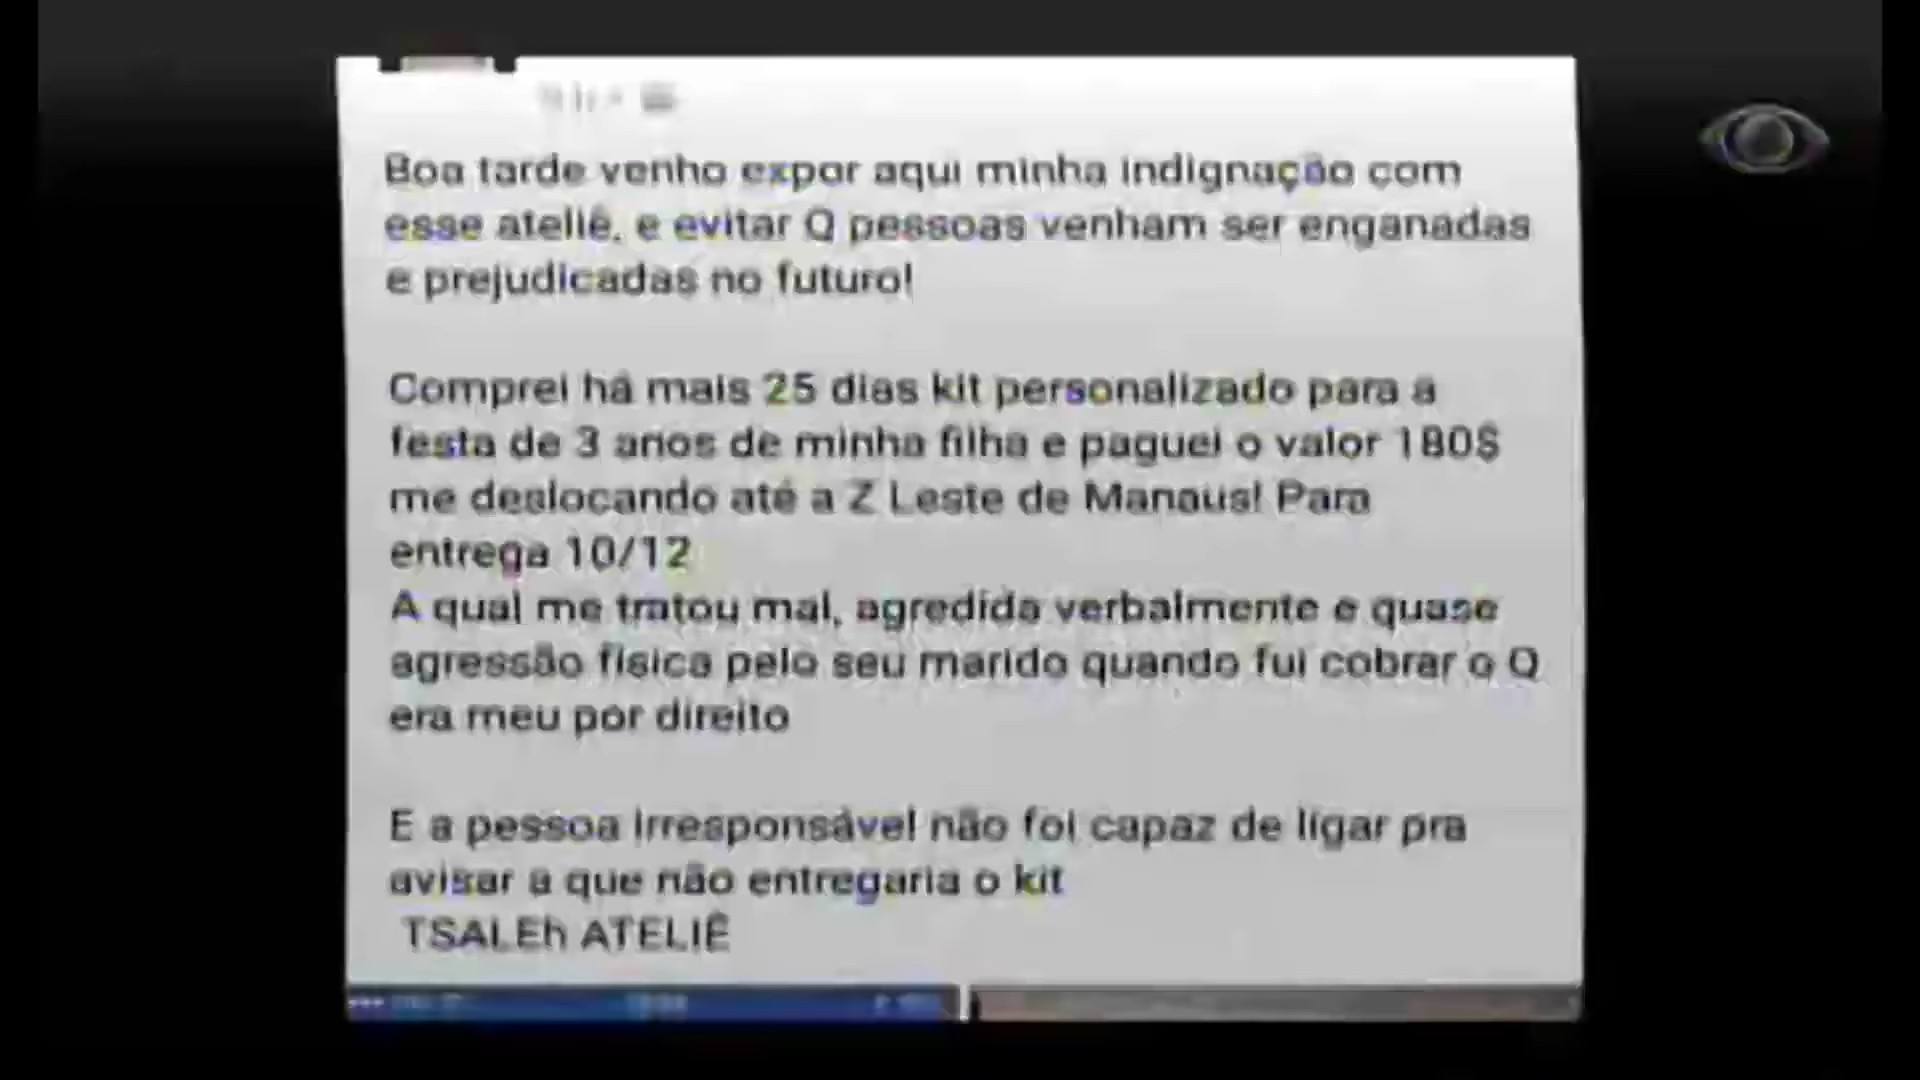 Boa tarde venho expor aqui minha indignação com
esse ateliê, e evitar Q pessoas venham ser enganadas
e prejudicadas no futuro!
Comprei há mais 25 dias kit personalizado para a
festa de 3 anos de minha filha e paguei o valor 180$
me deslocando até a Z Leste de Manaus! Para
entrega 10/12
A qual me tratou mal, agredida verbalmente e quase
agressão física pelo seu marido quando fui cobrar o Q
era meu por direito
E a pessoa irresponsável não foi capaz de ligar pra
avisar a que não entregaria o kit
TSALEh ATELIÊ